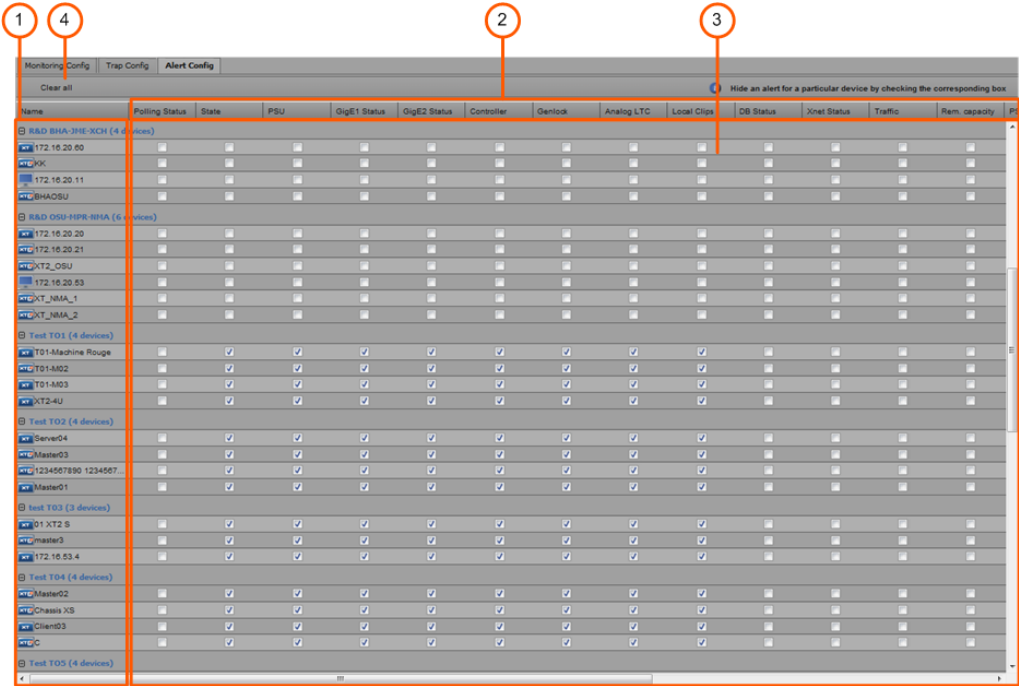 1 4 2 3
Monitoring Config Trap Config Alert Config
Clear all Hide an alert for a particular device by checking the corresponding box
Name Polling Status State PSU GigE1 Status GigE2 Status Controller Genlock Analog LTC Local Clips DB Status Xnet Status Traffic Rem. capacity
R&D BHA-JHE-XCH (4 devices)
172.16.20.60
KK
172.16.20.11
BHAOSU
R&D OSU-MPR-NMA (6 devices)
172.16.20.20
172.16.20.21
XT2_OSU
172.16.20.53
XT_NMA_1
XT_NMA_2
Test TO1 (4 devices)
T01-Machine Rouge
T01-M02
T01-M03
XT2-4U
Test TO2 (4 devices)
Server04
Master03
1234567890 1234567...
Master01
test T03 (3 devices)
01 XT2 S
master3
172.16.53.4
Test T04 (4 devices)
Master02
Chassis XS
Client03
C
Test TO5 (4 devices)